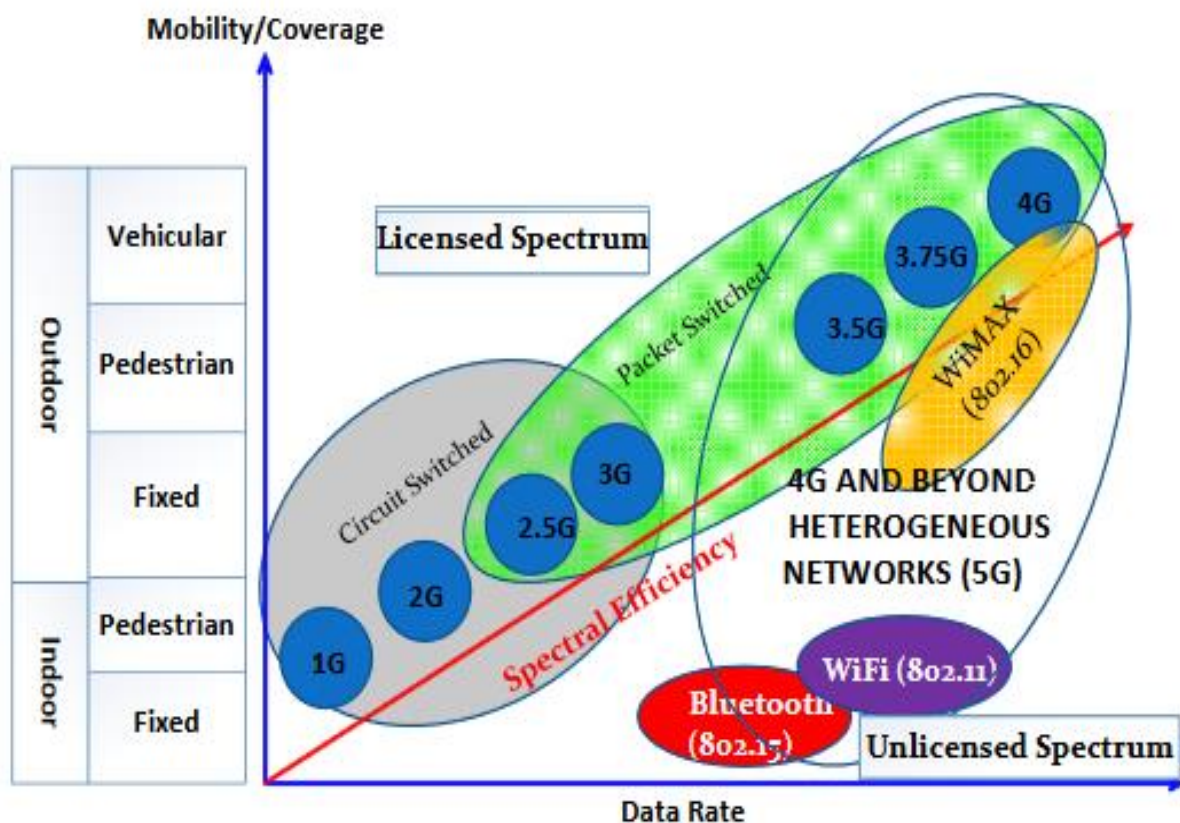 Mobility/Coverage
Outdoor
Indoor
Vehicular
Pedestrian
Fixed
Pedestrian
Fixed
Licensed Spectrum
Circuit Switched
Packet Switched
1G
2G
2.5G
3G
3.5G
3.75G
4G
WiMAX
(802.16)
Spectral Efficiency
4G AND BEYOND
HETEROGENEOUS
NETWORKS (5G)
WiFi (802.11)
Bluetooth
(802.15)
Unlicensed Spectrum
Data Rate